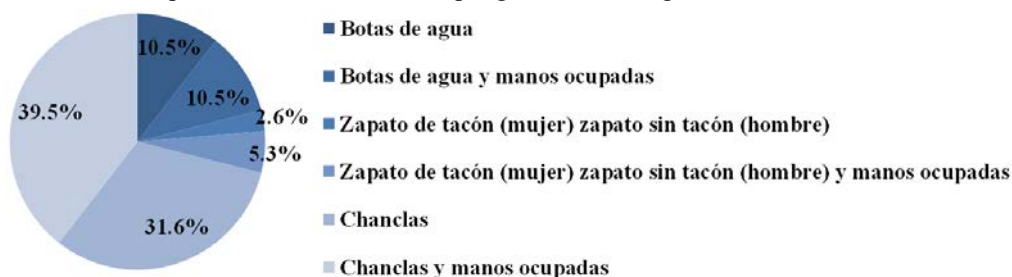 10.5%
Botas de agua
10.5%
Botas de agua y manos ocupadas
39.5%
2.6%
Zapato de tacón (mujer) zapato sin tacón (hombre)
5.3%
Zapato de tacón (mujer) zapato sin tacón (hombre) y manos ocupadas
31.6%
Chanclas
Chanclas y manos ocupadas